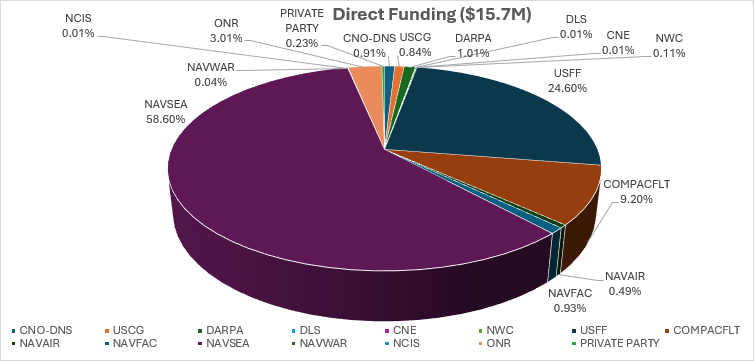 Direct Funding ($15.7M)
NCIS
0.01%
ONR
3.01%
PRIVATE
PARTY
0.23%
CNO-DNS
0.91%
USCG
0.84%
DARPA
1.01%
DLS
0.01%
CNE
0.01%
NWC
0.11%
NAVWAR
0.04%
USFF
24.60%
NAVSEA
58.60%
COMPACFLT
9.20%
NAVAIR
0.49%
NAVFAC
0.93%
CNO-DNS USCG DARPA DLS CNE NWC USFF COMPACFLT
NAVAIR NAVFAC NAVSEA NAVWAR NCIS ONR PRIVATE PARTY